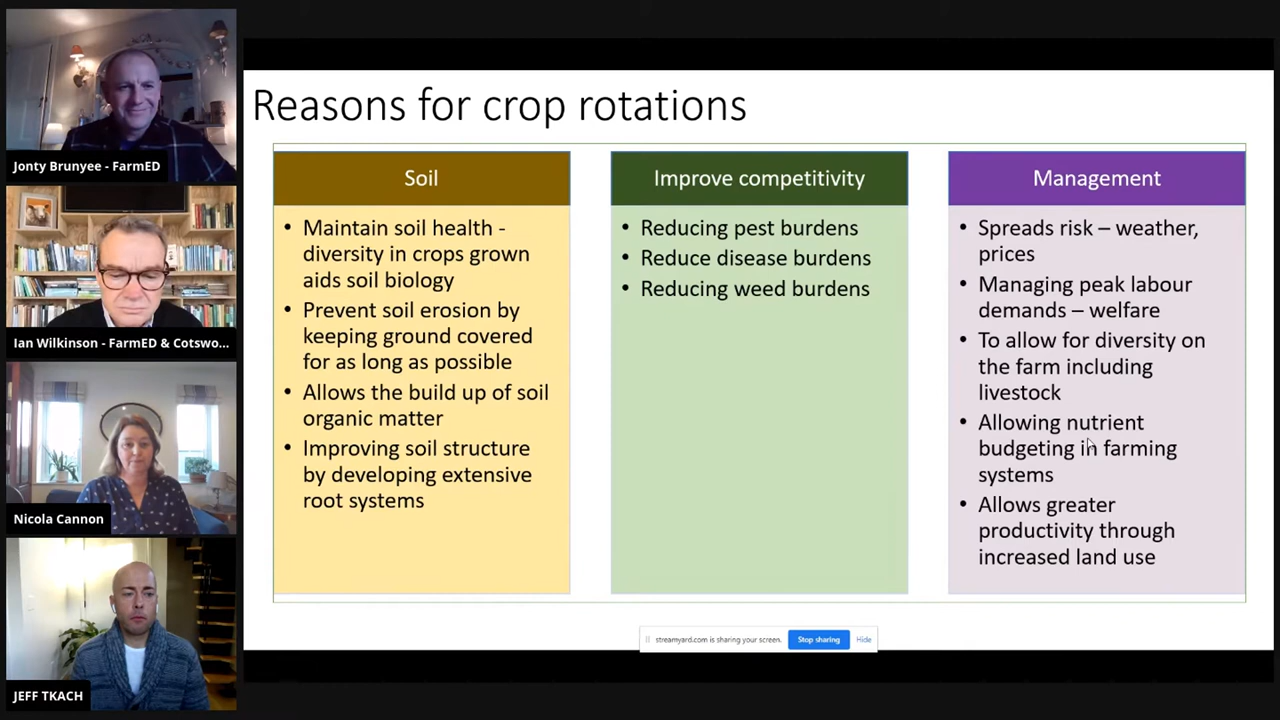 Jonty Brunyee - FarmED
Ian Wilkinson - FarmED & Cotswo...
Nicola Cannon
JEFF TKACH
Reasons for crop rotations
Soil
• Maintain soil health -
diversity in crops grown
aids soil biology
• Prevent soil erosion by
keeping ground covered
for as long as possible
• Allows the build up of soil
organic matter
• Improving soil structure
by developing extensive
root systems
Improve competitivity
• Reducing pest burdens
• Reduce disease burdens
• Reducing weed burdens
Management
• Spreads risk – weather,
prices
• Managing peak labour
demands – welfare
• To allow for diversity on
the farm including
livestock
• Allowing nutrient
budgeting in farming
systems
• Allows greater
productivity through
increased land use
streamyard.com is sharing your screen.
Stop sharing
Hide